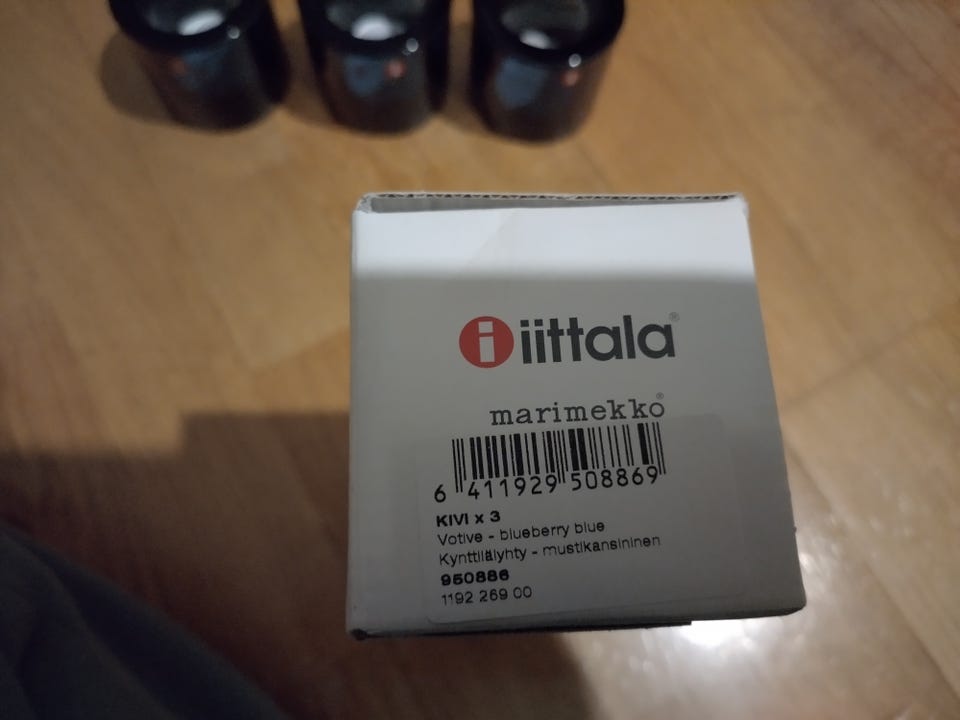 i iittala®
marimekko®
6 411929 508869
KIVI x 3
Votive - blueberry blue
Kynttilälyhty - mustikansininen
950886
1192 269 00